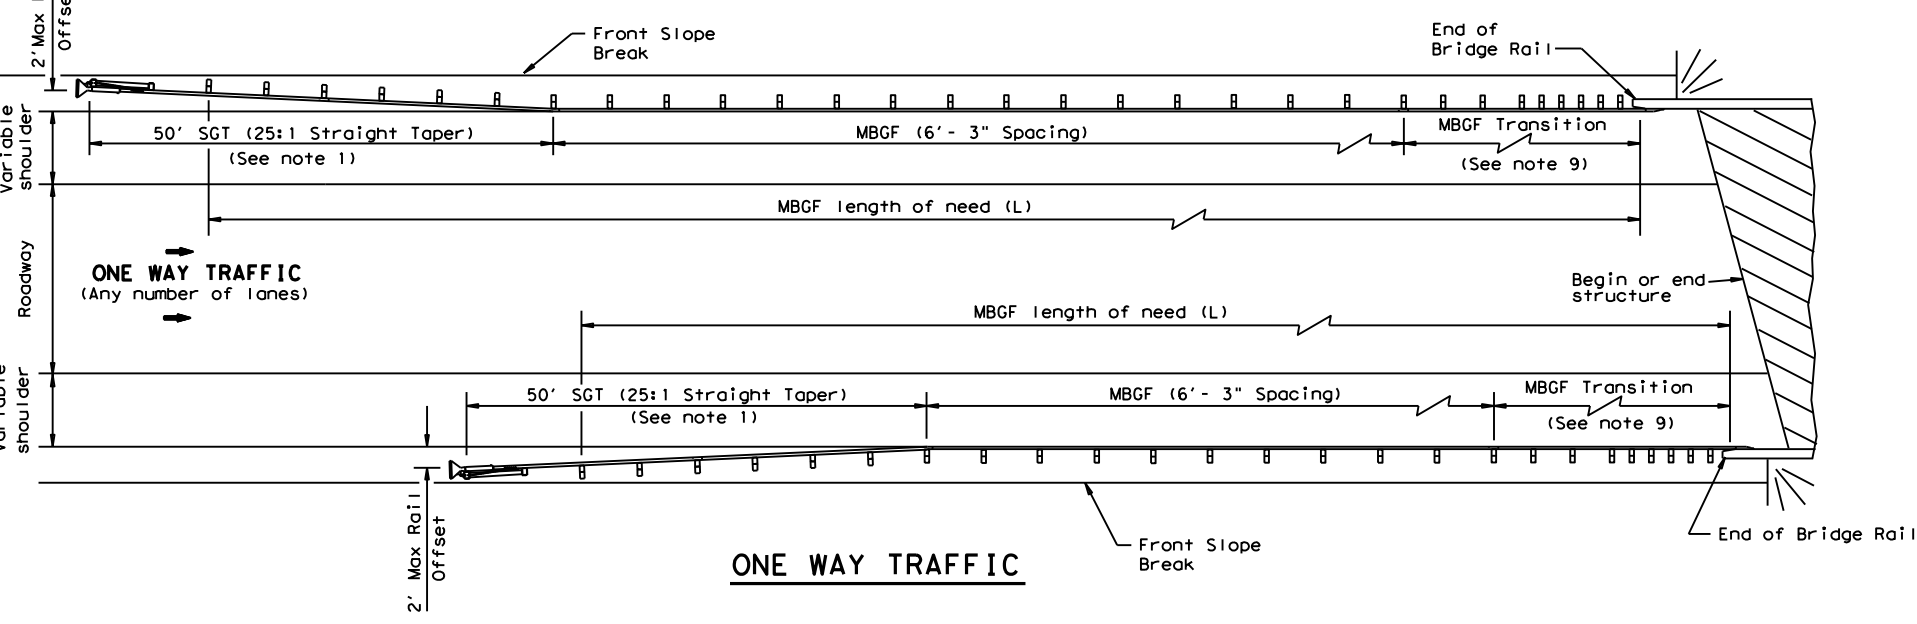 2' Max
Offset
Front Slope
Break
End of
Bridge Rail
Variable
shoulder
50' SGT (25:1 Straight Taper)
(See note 1)
MBGF (6'- 3" Spacing)
MBGF Transition
(See note 9)
MBGF length of need (L)
Roadway
ONE WAY TRAFFIC
(Any number of lanes)
Begin or end
structure
MBGF length of need (L)
Variable
shoulder
50' SGT (25:1 Straight Taper)
(See note 1)
MBGF (6'- 3" Spacing)
MBGF Transition
(See note 9)
2' Max Rail
Offset
Front Slope
Break
End of Bridge Rail
ONE WAY TRAFFIC